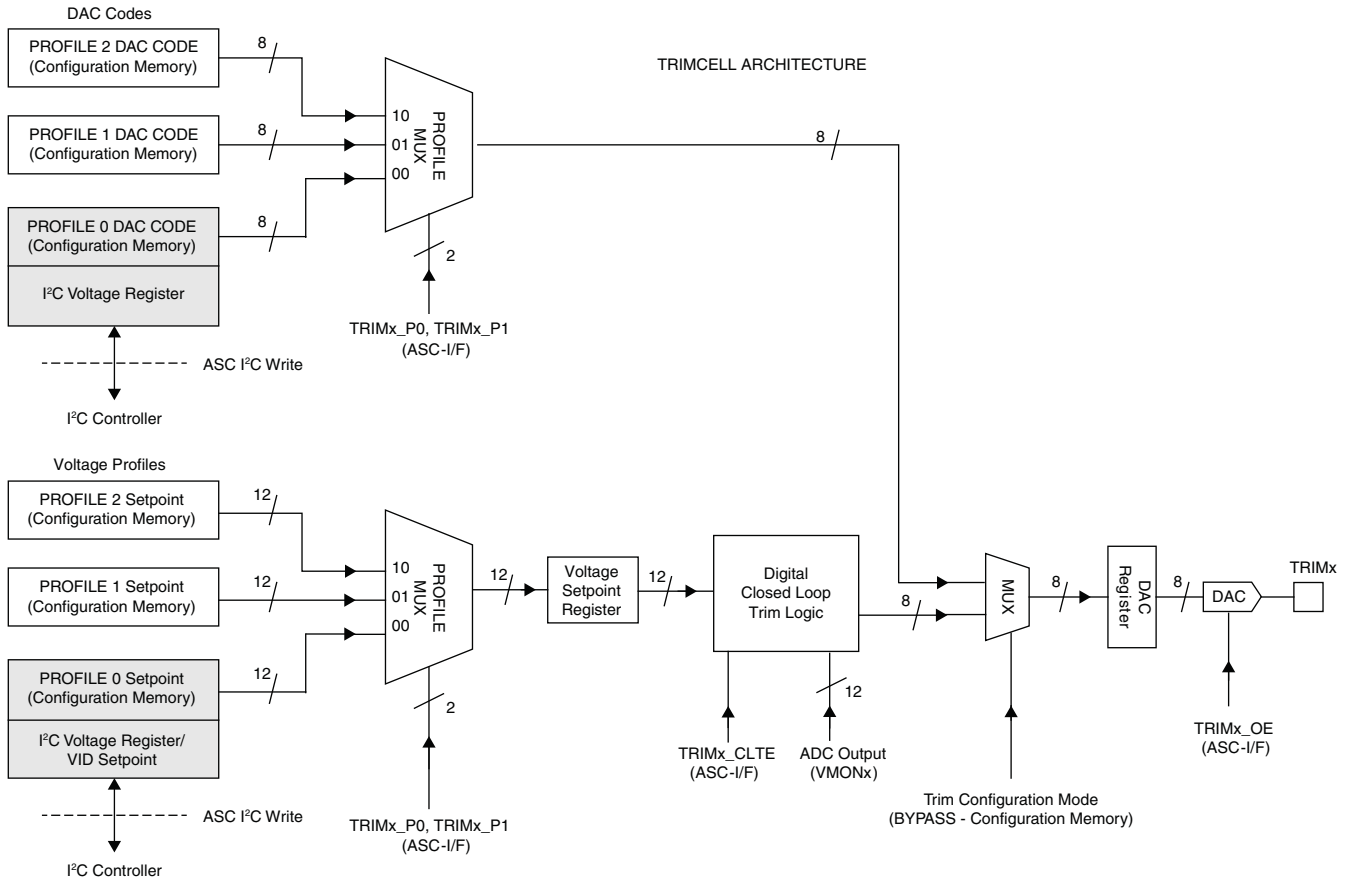 DAC Codes
PROFILE 2 DAC CODE
(Configuration Memory)
8
PROFILE 1 DAC CODE
(Configuration Memory)
8
PROFILE 0 DAC CODE
(Configuration Memory)
8
I²C Voltage Register
ASC I²C Write
I²C Controller
10
01
00
PROFILE
MUX
2
TRIMx_P0, TRIMx_P1
(ASC-I/F)
TRIMCELL ARCHITECTURE
8
Voltage Profiles
PROFILE 2 Setpoint
(Configuration Memory)
12
PROFILE 1 Setpoint
(Configuration Memory)
12
PROFILE 0 Setpoint
(Configuration Memory)
12
I²C Voltage Register/
VID Setpoint
ASC I²C Write
I²C Controller
10
01
00
PROFILE
MUX
2
TRIMx_P0, TRIMx_P1
(ASC-I/F)
12
Voltage
Setpoint
Register
12
Digital
Closed Loop
Trim Logic
8
TRIMx_CLTE
(ASC-I/F)
12
ADC Output
(VMONx)
MUX
Trim Configuration Mode
(BYPASS - Configuration Memory)
8
DAC
Register
8
DAC
TRIMx
TRIMx_OE
(ASC-I/F)